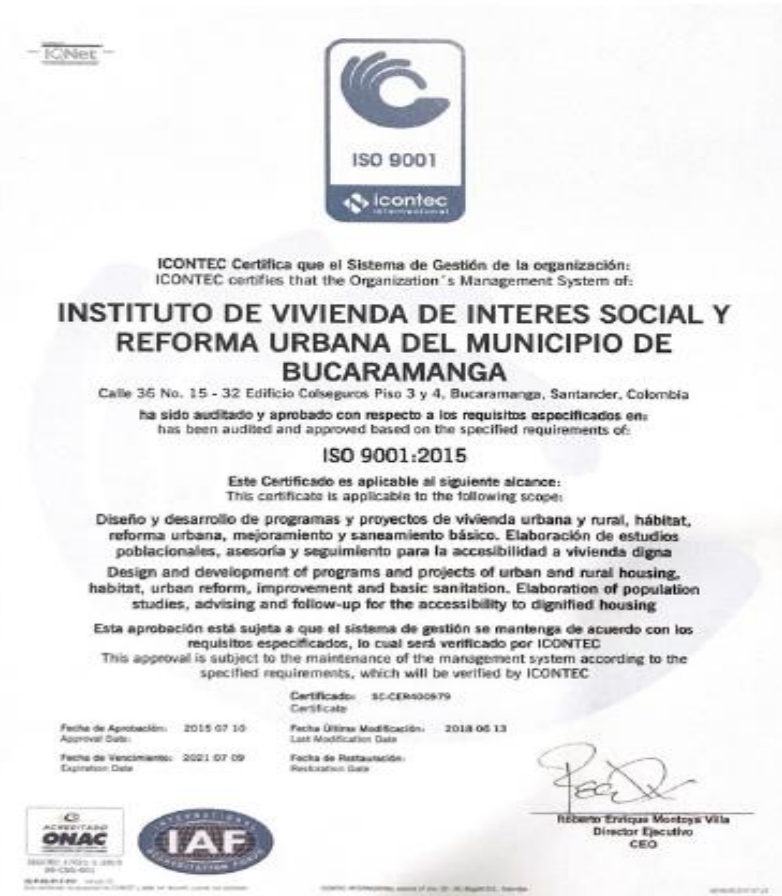 IQNet
ISO 9001
icontec
international
ICONTEC Certifica que el Sistema de Gestión de la organización:
ICONTEC certifies that the Organization´s Management System of:
INSTITUTO DE VIVIENDA DE INTERES SOCIAL Y
REFORMA URBANA DEL MUNICIPIO DE
BUCARAMANGA
Calle 36 No. 15 - 32 Edificio Colseguros Piso 3 y 4, Bucaramanga, Santander, Colombia
ha sido auditado y aprobado con respecto a los requisitos especificados en:
has been audited and approved based on the specified requirements of:
ISO 9001:2015
Este Certificado es aplicable al siguiente alcance:
This certificate is applicable to the following scope:
Diseño y desarrollo de programas y proyectos de vivienda urbana y rural, hábitat,
reforma urbana, mejoramiento y saneamiento básico. Elaboración de estudios
poblacionales, asesoría y seguimiento para la accesibilidad a vivienda digna
Design and development of programs and projects of urban and rural housing,
habitat, urban reform, improvement and basic sanitation. Elaboration of population
studies, advising and follow-up for the accessibility to dignified housing
Esta aprobación está sujeta a que el sistema de gestión se mantenga de acuerdo con los
requisitos especificados, lo cual será verificado por ICONTEC
This approval is subject to the maintenance of the management system according to the
specified requirements, which will be verified by ICONTEC
Certificado: SC-CER400979
Certificate
Fecha de Aprobación: 2015 07 10 Fecha Última Modificación: 2018 06 13
Approval Date: Last Modification Date
Fecha de Vencimiento: 2021 07 09 Fecha de Restauración:
Expiration Date Restoration Date
Roberto Enrique Montoya Villa
Director Ejecutivo
CEO
ACREDITADO
ONAC
INTERNATIONAL
IAF
ACCREDITATION FORUM